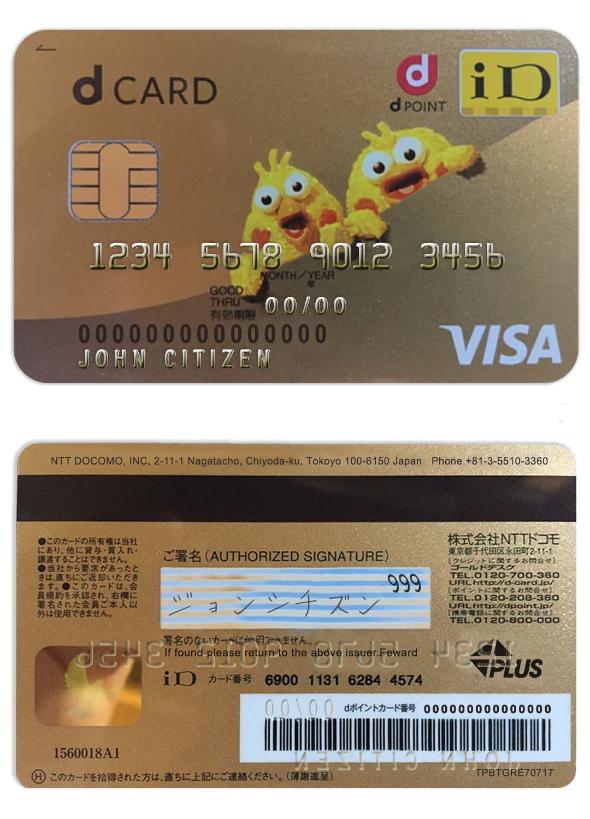 d CARD
d POINT
iD
1234 5678 9012 3456
MONTH/YEAR
月 年
GOOD
THRU
有効期限
00/00
000000000000000
JOHN CITIZEN
VISA
NTT DOCOMO, INC, 2-11-1 Nagatacho, Chiyoda-ku, Tokoyo 100-6150 Japan Phone +81-3-5510-3360
●このカードの所有権は当社
にあり、他に貸与・質入れ・
譲渡することはできません。
●当社から要求があったと
きは、直ちにご返却いただき
ます。●このカードは、会
員規約を承認され、右欄に
署名された会員ご本人以
外は使用できません。
ご署名(AUTHORIZED SIGNATURE)
999
ジョンシチズン
署名のないカードは使用できません。
If found please return to the above issuer.Feward
株式会社NTTドコモ
東京都千代田区永田町2-11-1
[クレジットに関するお問合せ]
ゴールドデスク
TEL.0120-700-360
URLhttp://d-card.jp/
[ポイントに関するお問合せ]
TEL.0120-208-360
URLhttp://dpoint.jp/
[携帯電話に関するお問合せ]
TEL.0120-800-000
PLUS
iD カード番号 6900 1131 6284 4574
dポイントカード番号 000000000000000
1560018A1
Ⓗ このカードを拾得された方は、直ちに上記にご連絡ください。(薄謝進呈)
TPBTGRE70717